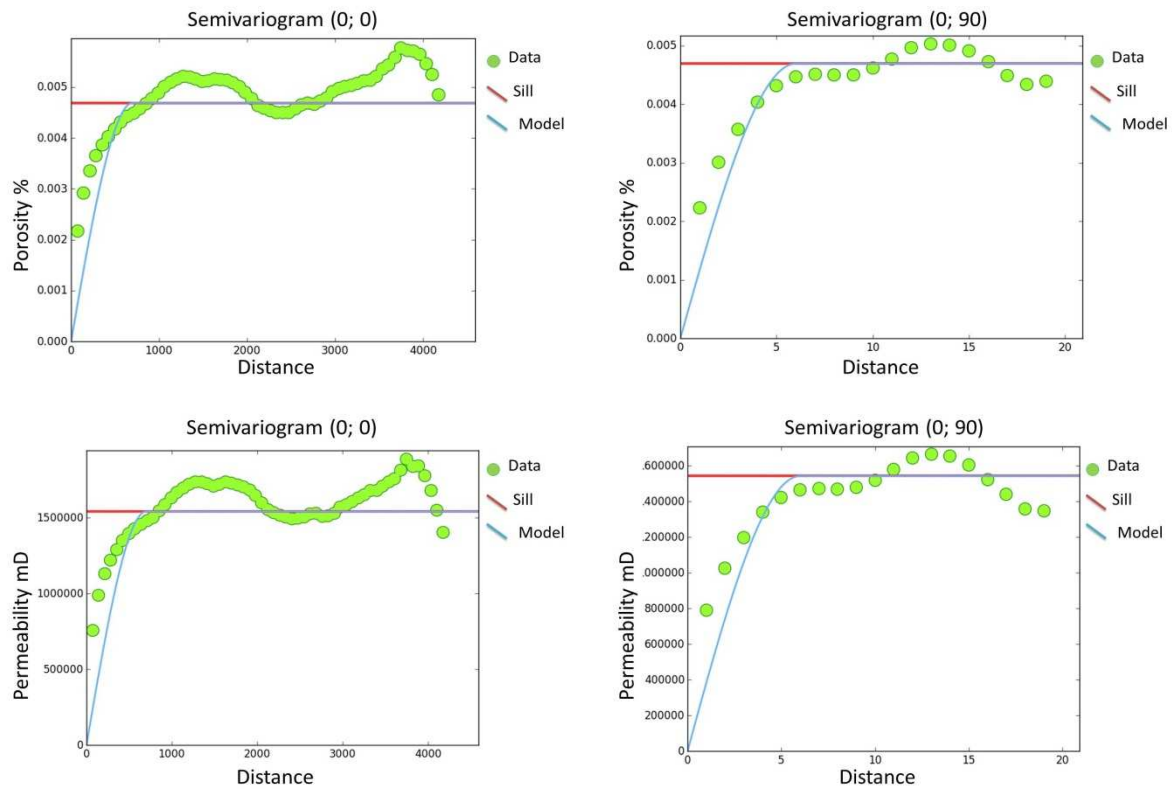 Semivariogram (0; 0)
Porosity %
0.005
0.004
0.003
0.002
0.001
0.000
0
1000
2000
3000
4000
Distance
Data
Sill
Model
Semivariogram (0; 90)
Porosity %
0.005
0.004
0.003
0.002
0.001
0.000
0
5
10
15
20
Distance
Data
Sill
Model
Semivariogram (0; 0)
Permeability mD
1500000
1000000
500000
0
0
1000
2000
3000
4000
Distance
Data
Sill
Model
Semivariogram (0; 90)
Permeability mD
.600000
.400000
.200000
.000000
800000
600000
400000
200000
0
0
5
10
15
20
Distance
Data
Sill
Model